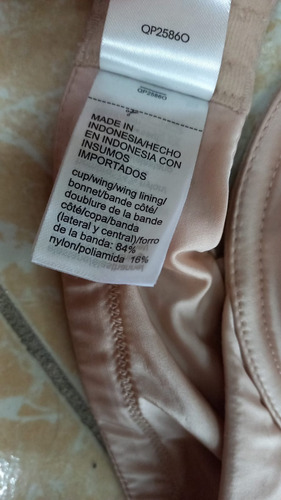 QP2586O
QP2586O
MADE IN
INDONESIA/HECHO
EN INDONESIA CON
INSUMOS
IMPORTADOS
cup/wing/wing lining/
bonnet/bande côté/
doublure de la bande
côté/copa/banda
(lateral y central)/forro
de la banda: 84%
nylon/poliamida 16%